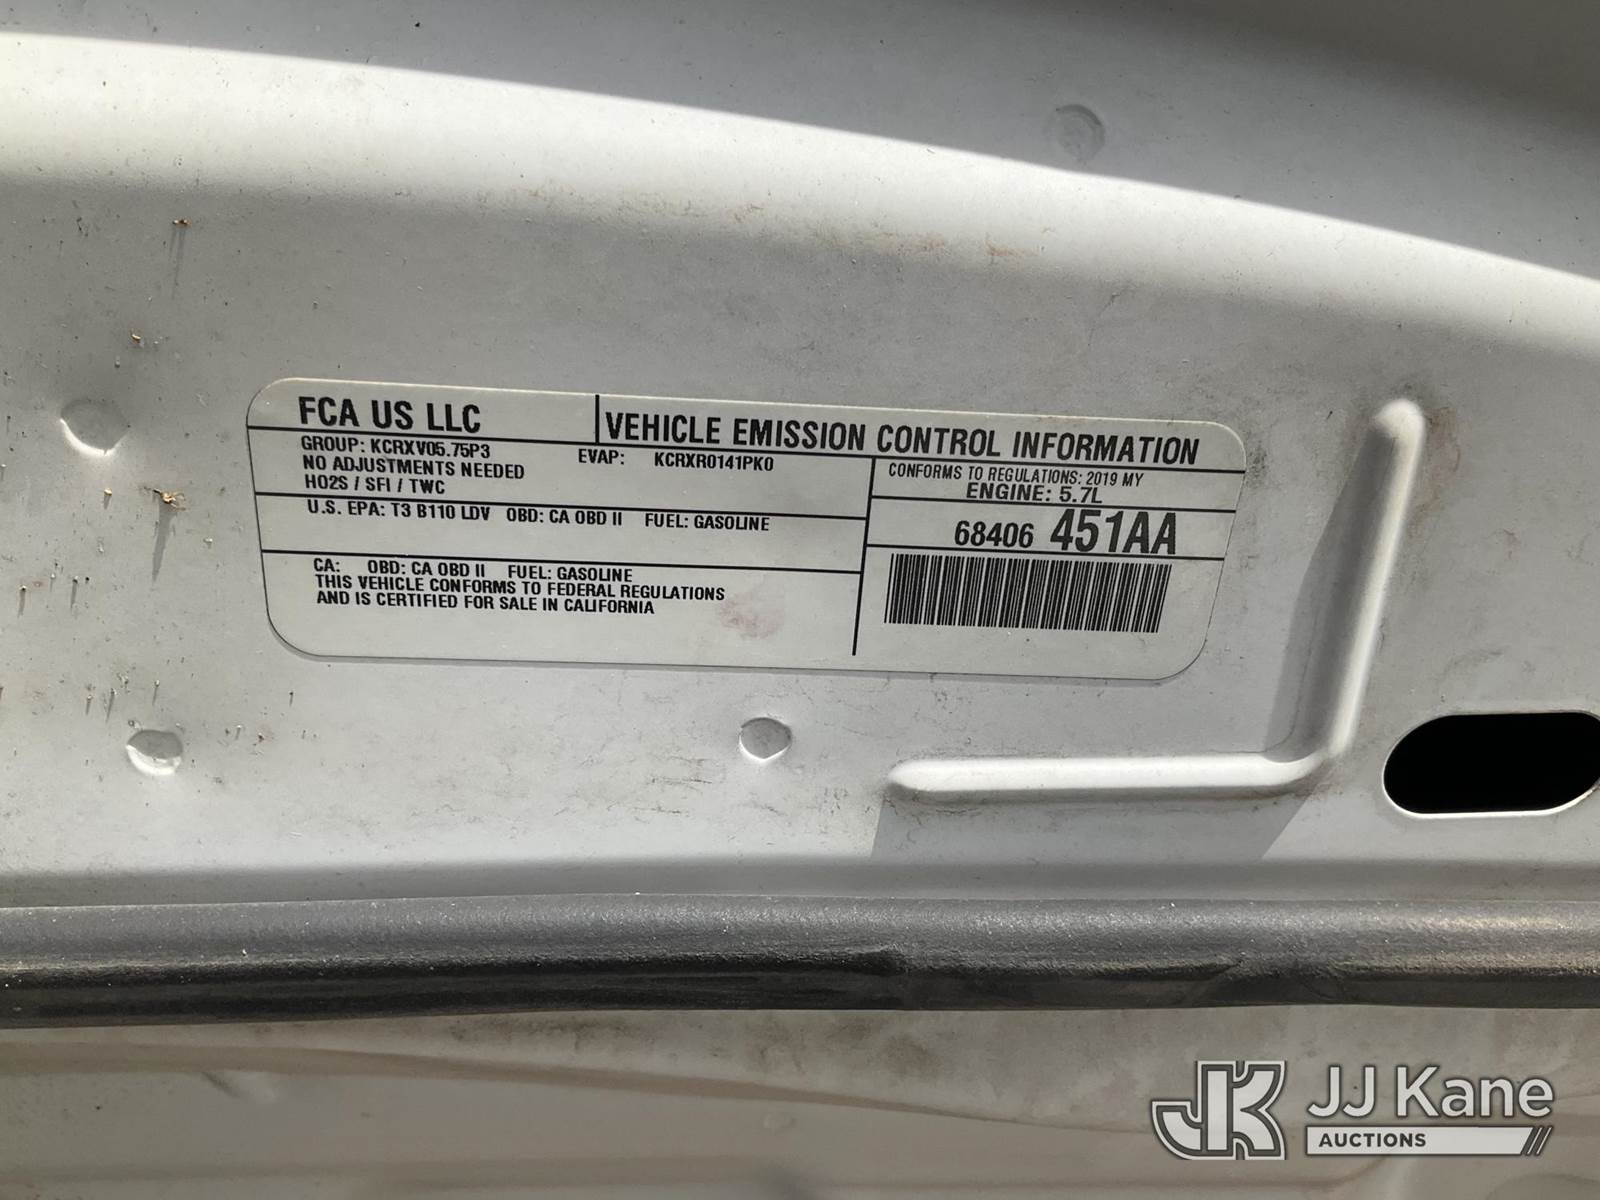 FCA US LLC
VEHICLE EMISSION CONTROL INFORMATION
GROUP: KCRXV05.75P3
EVAP: KCRXR0141PK0
NO ADJUSTMENTS NEEDED
HO2S / SFI / TWC
CONFORMS TO REGULATIONS: 2019 MY
ENGINE: 5.7L
U.S. EPA: T3 B110 LDV OBD: CA OBD II FUEL: GASOLINE
68406 451AA
CA: OBD: CA OBD II FUEL: GASOLINE
THIS VEHICLE CONFORMS TO FEDERAL REGULATIONS
AND IS CERTIFIED FOR SALE IN CALIFORNIA
JK JJ Kane
AUCTIONS